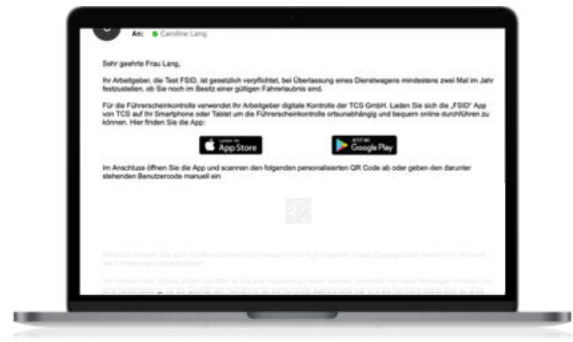 An: Caroline Lang
Sehr geehrte Frau Lang,
Ihr Arbeitgeber, die Test FSID, ist gesetzlich verpflichtet, bei Überlassung eines Dienstwagens mindestens zwei Mal im Jahr
festzustellen, ob Sie noch im Besitz einer gültigen Fahrerlaubnis sind.
Für die Führerscheinkontrolle verwendet Ihr Arbeitgeber digitale Kontrolle der TCS GmbH. Laden Sie sich die „FSID" App
von TCS auf Ihr Smartphone oder Tablet um die Führerscheinkontrolle ortsunabhängig und bequem online durchführen zu
können. Hier finden Sie die App:
Laden im
App Store
JETZT BEI
Google Play
Im Anschluss öffnen Sie die App und scannen den folgenden personalisierten QR Code ab oder geben den darunter
stehenden Benutzercode manuell ein